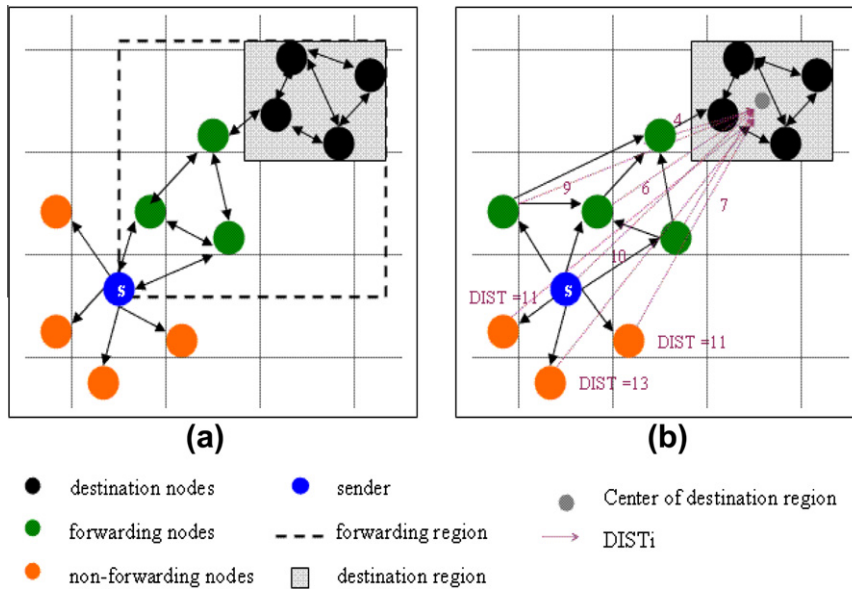 4
9
6
7
10
S
S
DIST =11
DIST =11
DIST =13
(a)
(b)
destination nodes
sender
Center of destination region
forwarding nodes
forwarding region
DISTi
non-forwarding nodes
destination region